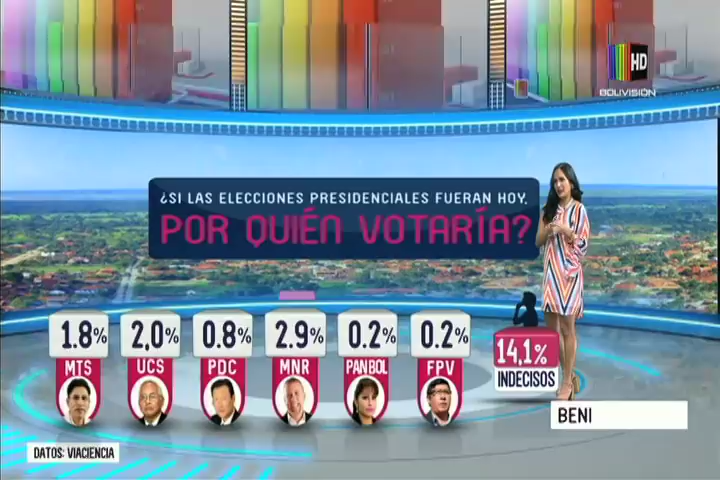 HD
BOLIVISIÓN
¿SI LAS ELECCIONES PRESIDENCIALES FUERAN HOY,
POR QUIÉN VOTARÍA?
1.8% 2,0% 0.8% 2.9% 0.2% 0.2%
MTS UCS PDC MNR PANBOL FPV
14,1%
INDECISOS
BENI
DATOS: VIACIENCIA